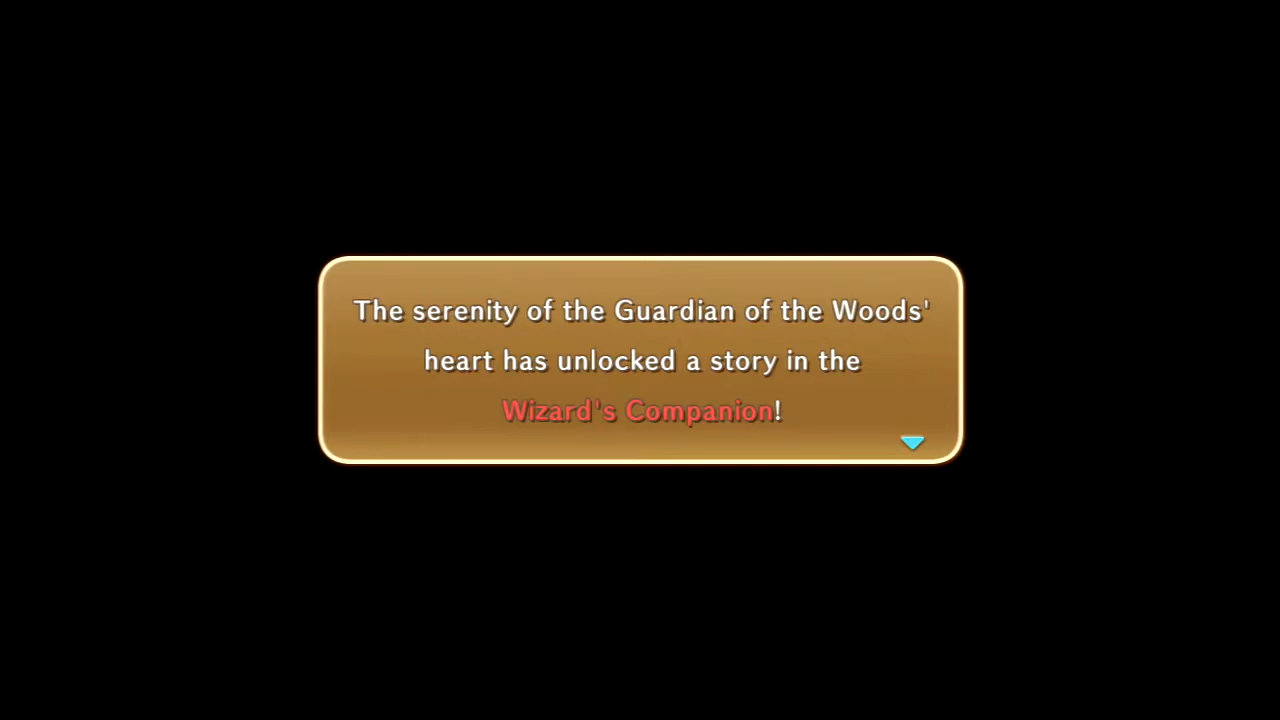 The serenity of the Guardian of the Woods'
heart has unlocked a story in the
Wizard's Companion!